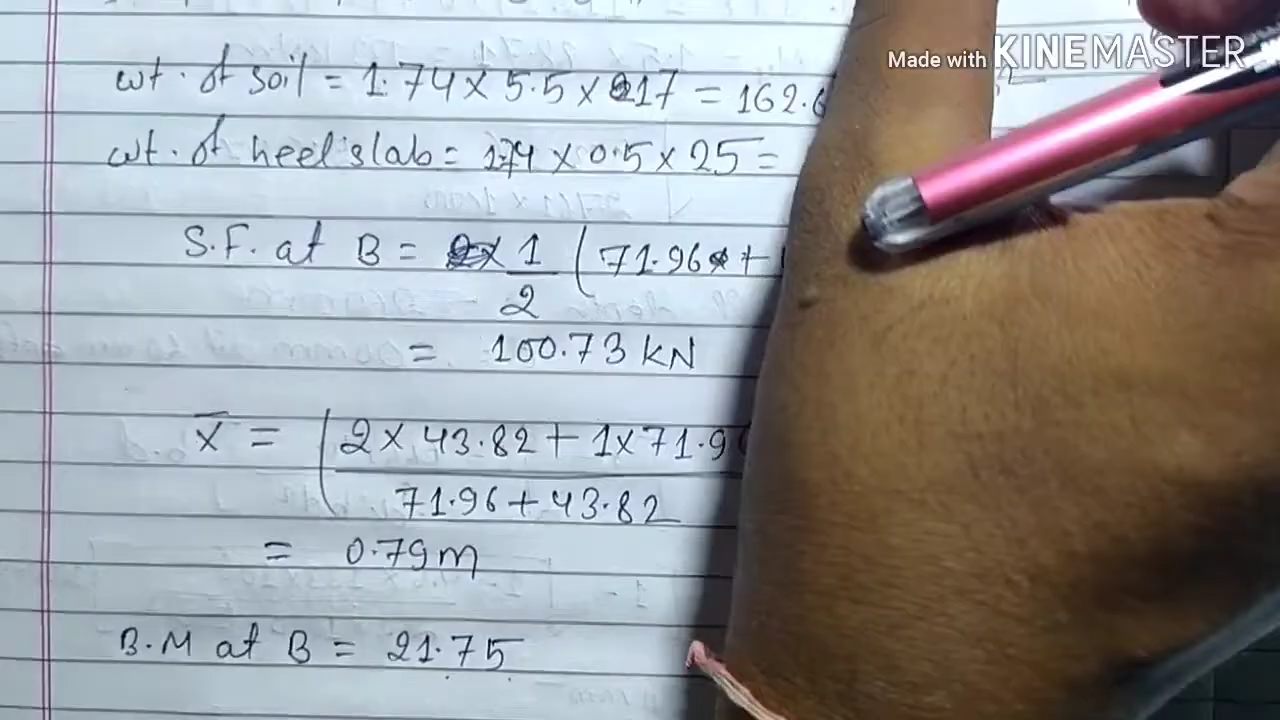 Made with KINEMASTER
wt. of soil = 1.74 × 5.5 × 17 = 162.6
wt. of heel slab = 1.74 × 0.5 × 25 =
S.F. at B = 1/2 ( 71.96 +
= 100.73 KN
x̄ = ( 2 × 43.82 + 1 × 71.9
71.96 + 43.82
= 0.79 m
B.M at B = 21.75